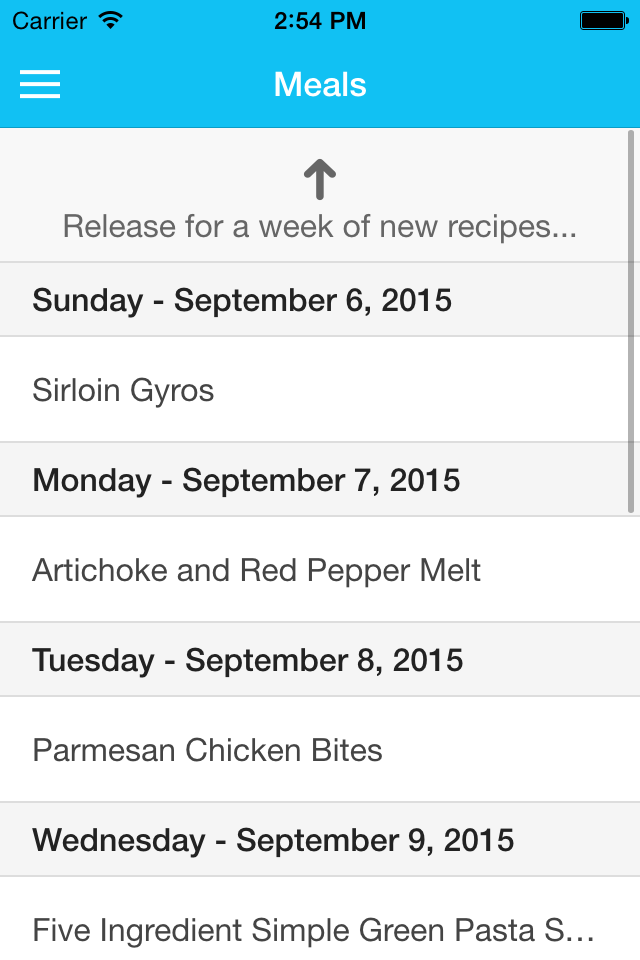 Carrier 2:54 PM
Meals
Release for a week of new recipes...
Sunday - September 6, 2015
Sirloin Gyros
Monday - September 7, 2015
Artichoke and Red Pepper Melt
Tuesday - September 8, 2015
Parmesan Chicken Bites
Wednesday - September 9, 2015
Five Ingredient Simple Green Pasta S...